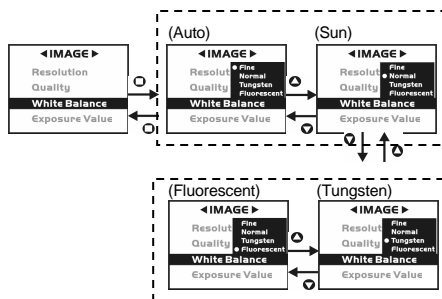 (Auto)
(Sun)
◄IMAGE►
Resolution
Quality
White Balance
Exposure Value
◄IMAGE►
Resolut
Quality
White Balance
Exposure Value
Fine
Normal
Tungsten
Fluorescent
◄IMAGE►
Resolut
Quality
White Balance
Exposure Value
Fine
Normal
Tungsten
Fluorescent
(Fluorescent)
(Tungsten)
◄IMAGE►
Resolut
Quality
White Balance
Exposure Value
Fine
Normal
Tungsten
Fluorescent
◄IMAGE►
Resolut
Quality
White Balance
Exposure Value
Fine
Normal
Tungsten
Fluorescent